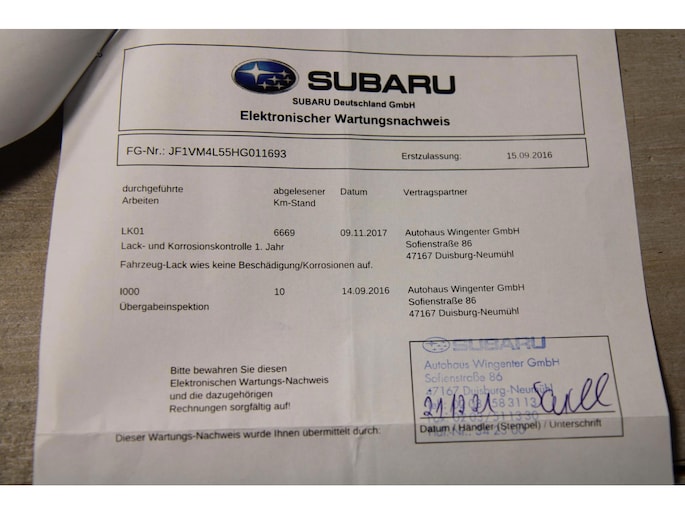 SUBARU
SUBARU Deutschland GmbH
Elektronischer Wartungsnachweis
FG-Nr.: JF1VM4L55HG011693 Erstzulassung: 15.09.2016
durchgeführte abgelesener Datum Vertragspartner
Arbeiten Km-Stand
LK01 6669 09.11.2017 Autohaus Wingenter GmbH
Lack- und Korrosionskontrolle 1. Jahr Sofienstraße 86
47167 Duisburg-Neumühl
Fahrzeug-Lack wies keine Beschädigung/Korrosionen auf.
I000 10 14.09.2016 Autohaus Wingenter GmbH
Übergabeinspektion Sofienstraße 86
47167 Duisburg-Neumühl
SUBARU
Autohaus Wingenter GmbH
Sofienstraße 86
47167 Duisburg-Neumühl
Bitte bewahren Sie diesen
Elektronischen Wartungs-Nachweis
und die dazugehörigen
Rechnungen sorgfältig auf!
Datum / Händler (Stempel) / Unterschrift
Dieser Wartungs-Nachweis wurde Ihnen übermittelt durch: